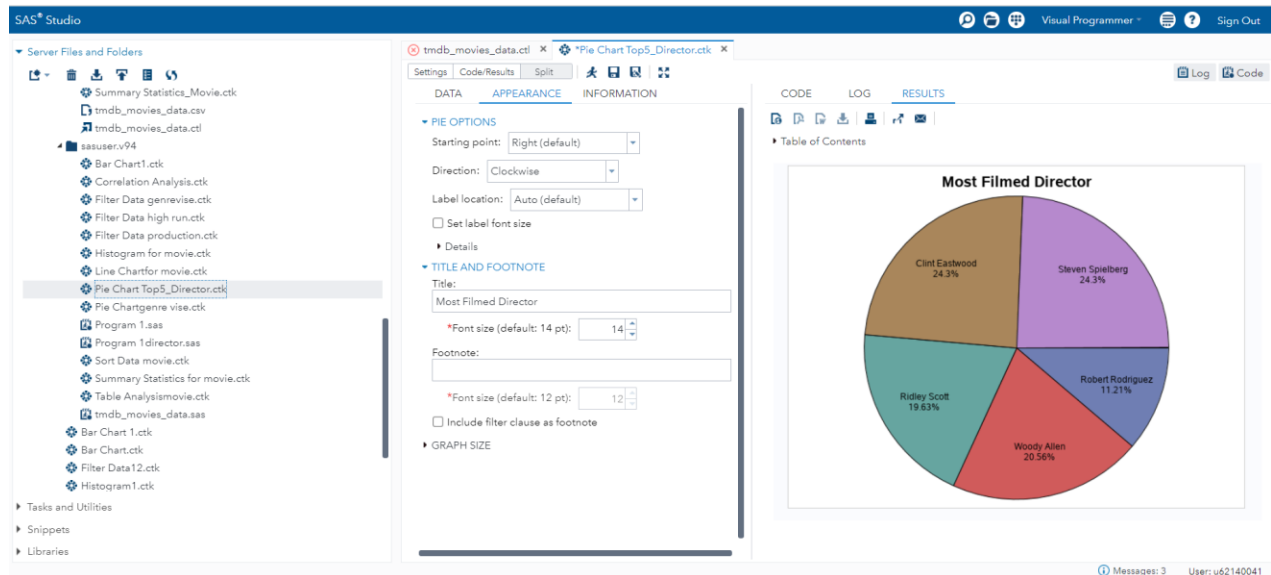 SAS® Studio
Visual Programmer
Sign Out
Server Files and Folders
Summary Statistics_Movie.ctk
tmdb_movies_data.csv
tmdb_movies_data.ctl
sasuser.v94
Bar Chart1.ctk
Correlation Analysis.ctk
Filter Data genrevise.ctk
Filter Data high run.ctk
Filter Data production.ctk
Histogram for movie.ctk
Line Chartfor movie.ctk
Pie Chart Top5_Director.ctk
Pie Chartgenre vise.ctk
Program 1.sas
Program 1director.sas
Sort Data movie.ctk
Summary Statistics for movie.ctk
Table Analysismovie.ctk
tmdb_movies_data.sas
Bar Chart 1.ctk
Bar Chart.ctk
Filter Data12.ctk
Histogram1.ctk
Tasks and Utilities
Snippets
Libraries
tmdb_movies_data.ctl
*Pie Chart Top5_Director.ctk
Settings Code/Results Split
Log Code
DATA APPEARANCE INFORMATION
PIE OPTIONS
Starting point: Right (default)
Direction: Clockwise
Label location: Auto (default)
Set label font size
Details
TITLE AND FOOTNOTE
Title:
Most Filmed Director
*Font size (default: 14 pt): 14
Footnote:
*Font size (default: 12 pt): 12
Include filter clause as footnote
GRAPH SIZE
CODE LOG RESULTS
Table of Contents
Most Filmed Director
Clint Eastwood
24.3%
Steven Spielberg
24.3%
Robert Rodriguez
11.21%
Ridley Scott
19.63%
Woody Allen
20.56%
Messages: 3 User: u62140041